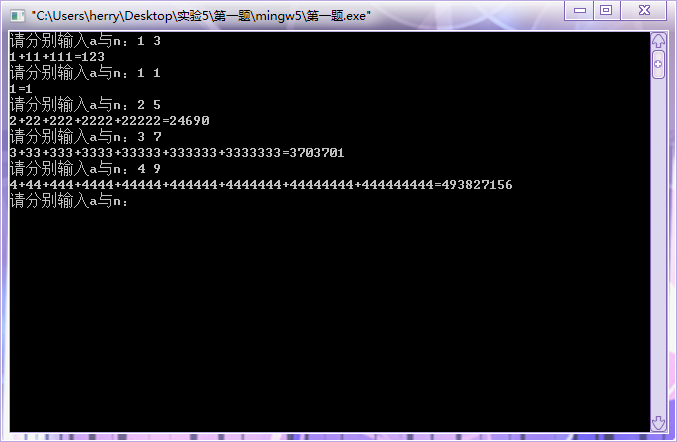 "C:\Users\herry\Desktop\实验5\第一题\mingw5\第一题.exe"
请分别输入a与n：1 3
1+11+111=123
请分别输入a与n：1 1
1=1
请分别输入a与n：2 5
2+22+222+2222+22222=24690
请分别输入a与n：3 7
3+33+333+3333+33333+333333+3333333=3703701
请分别输入a与n：4 9
4+44+444+4444+44444+444444+4444444+44444444+444444444=493827156
请分别输入a与n：